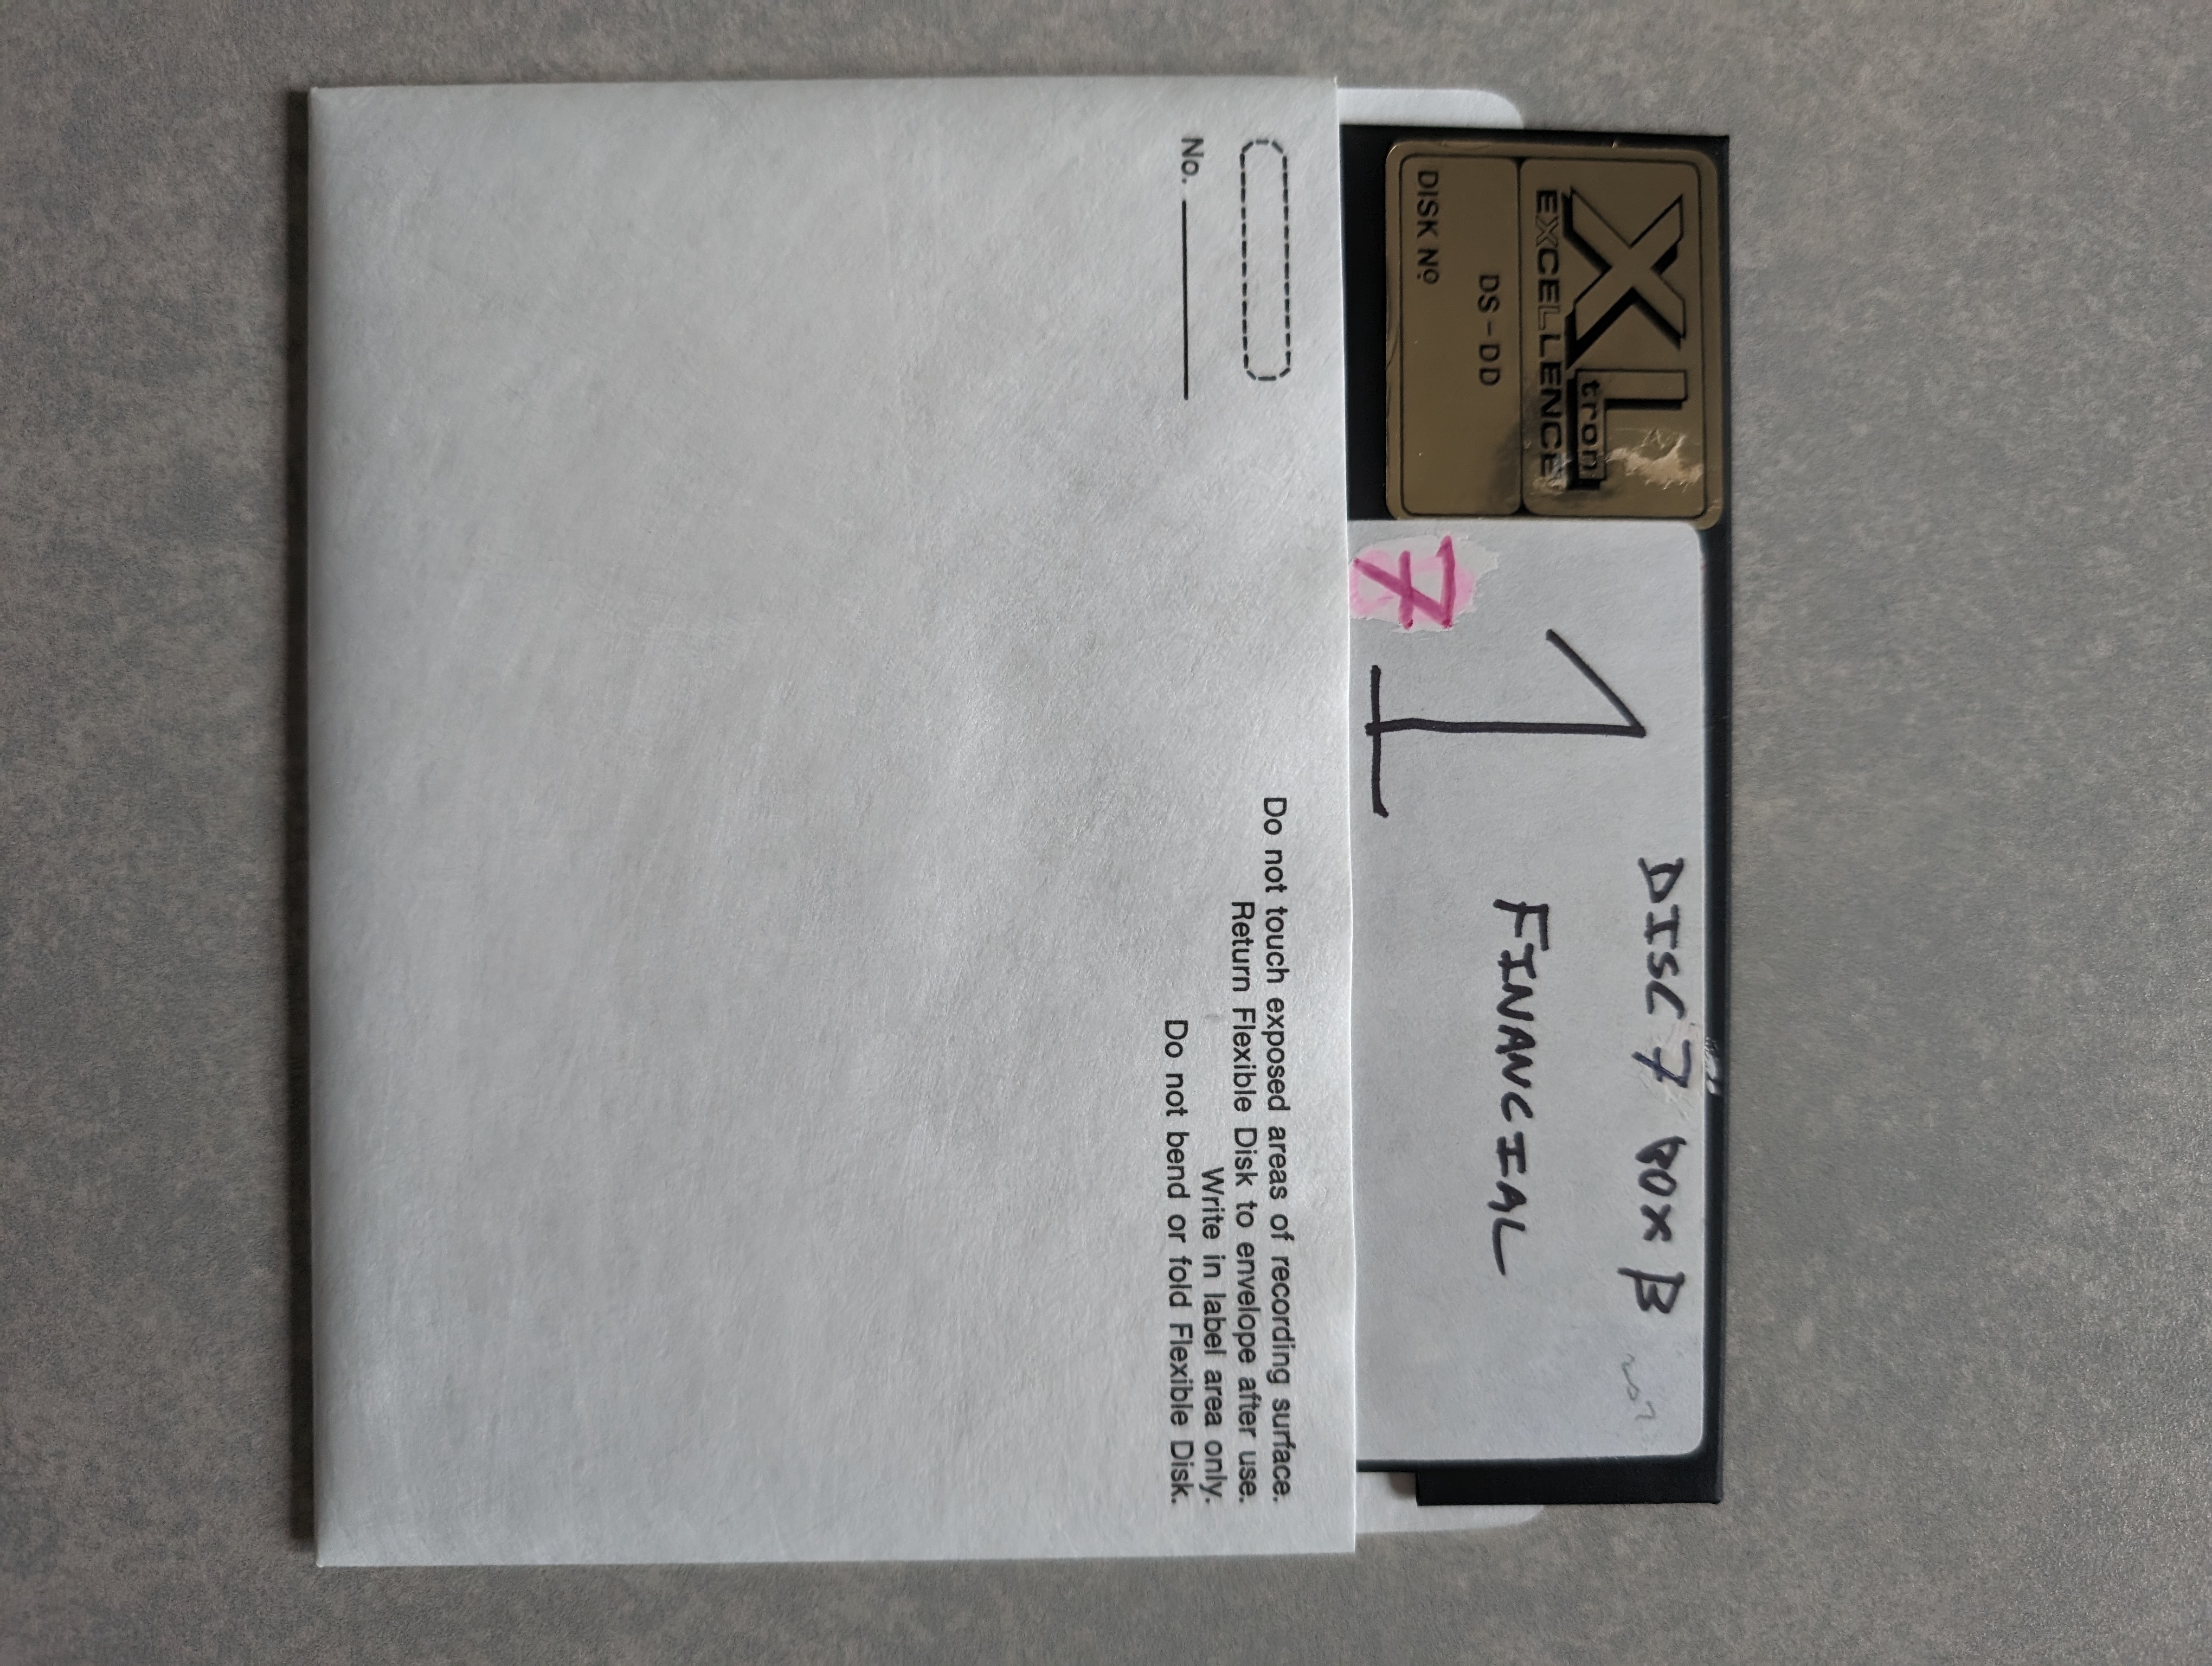 XL
tron
EXCELLENCE
DS-DD
DISK Nº
DISC 7 BOX B
1
FINANCIAL
7
No.
Do not touch exposed areas of recording surface.
Return Flexible Disk to envelope after use.
Write in label area only.
Do not bend or fold Flexible Disk.